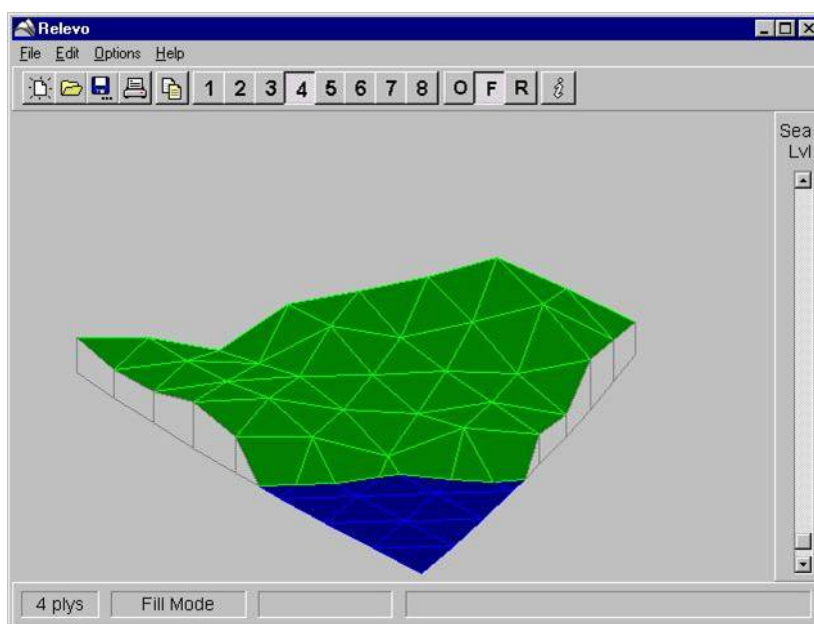 Relevo
File Edit Options Help
1 2 3 4 5 6 7 8 O F R i
Sea
Lvl
4 plys Fill Mode